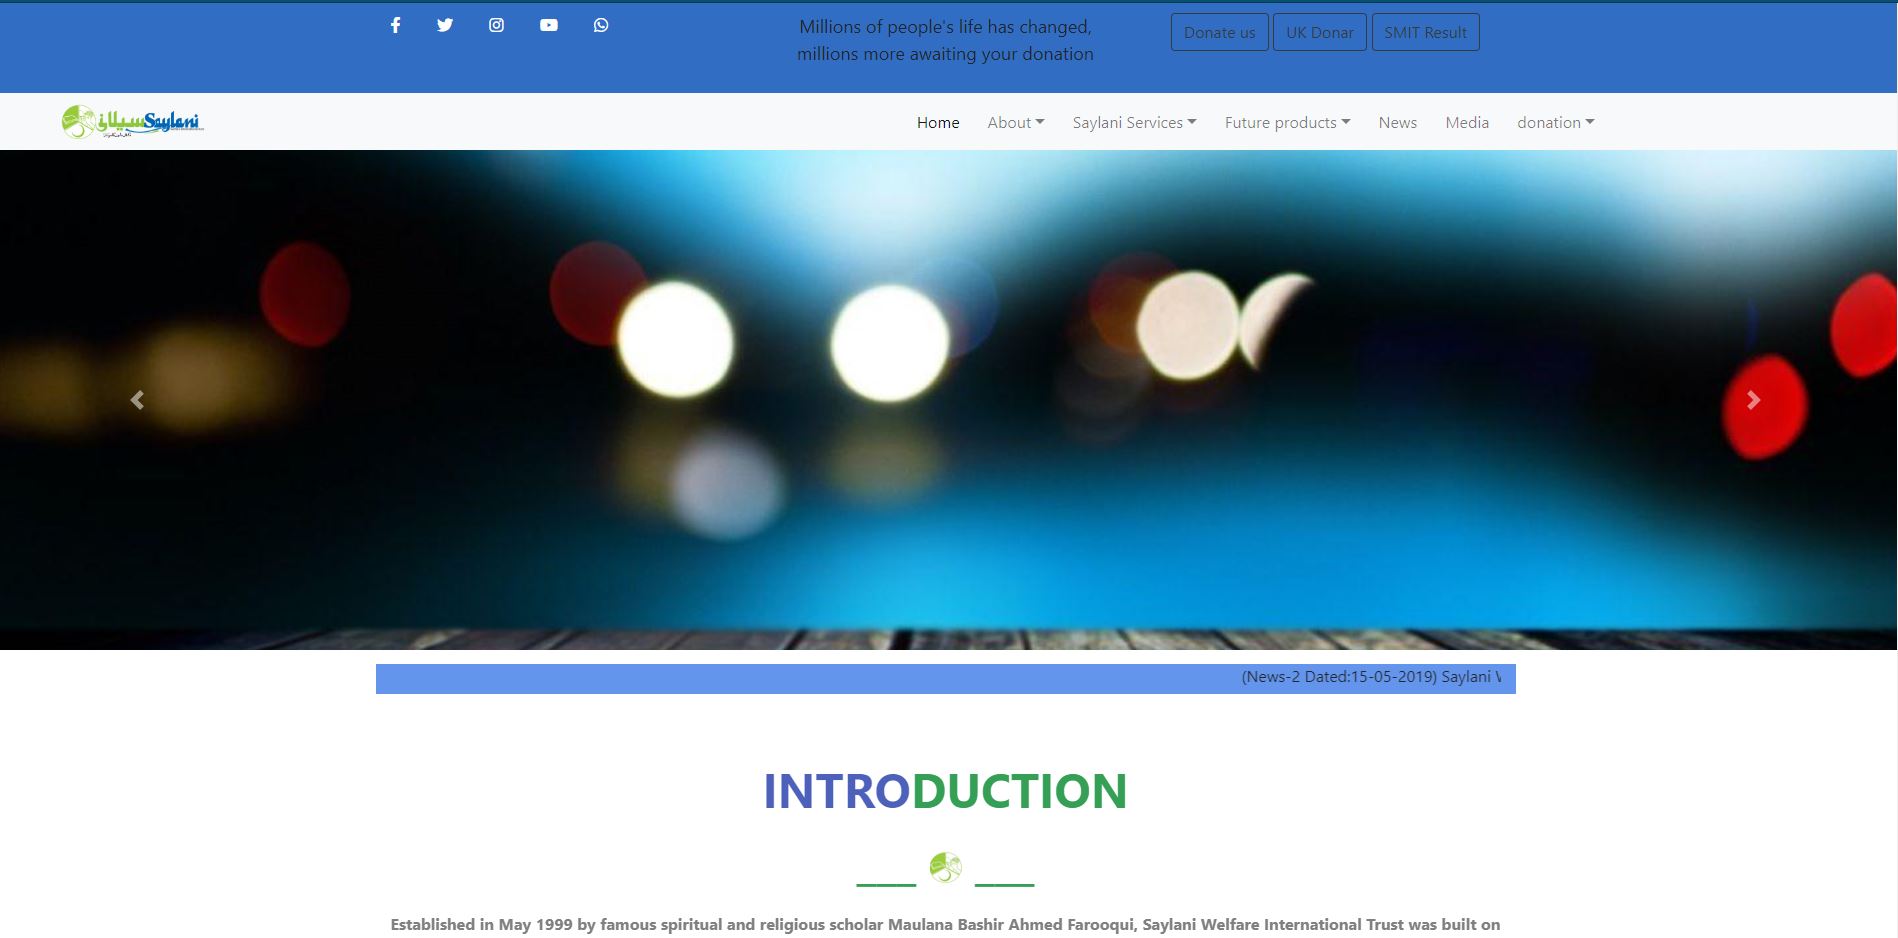 Millions of people's life has changed,
millions more awaiting your donation
Donate us
UK Donar
SMIT Result
سیلانی Saylani
Home
About
Saylani Services
Future products
News
Media
donation
(News-2 Dated:15-05-2019) Saylani
INTRODUCTION
Established in May 1999 by famous spiritual and religious scholar Maulana Bashir Ahmed Farooqui, Saylani Welfare International Trust was built on